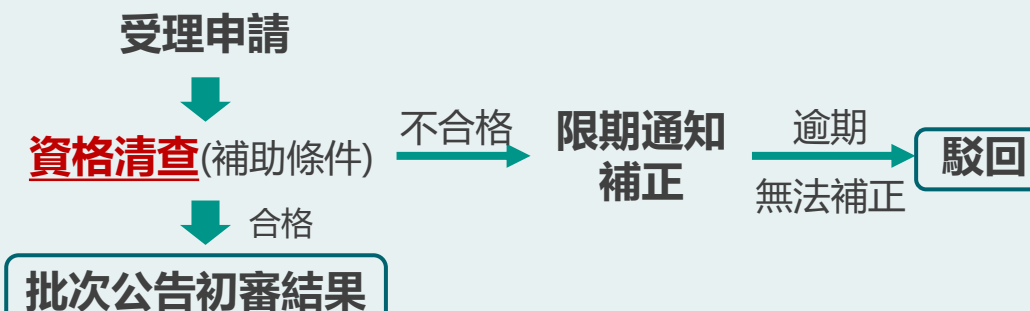 受理申請
資格清查(補助條件)
不合格
限期通知
補正
逾期
無法補正
駁回
合格
批次公告初審結果